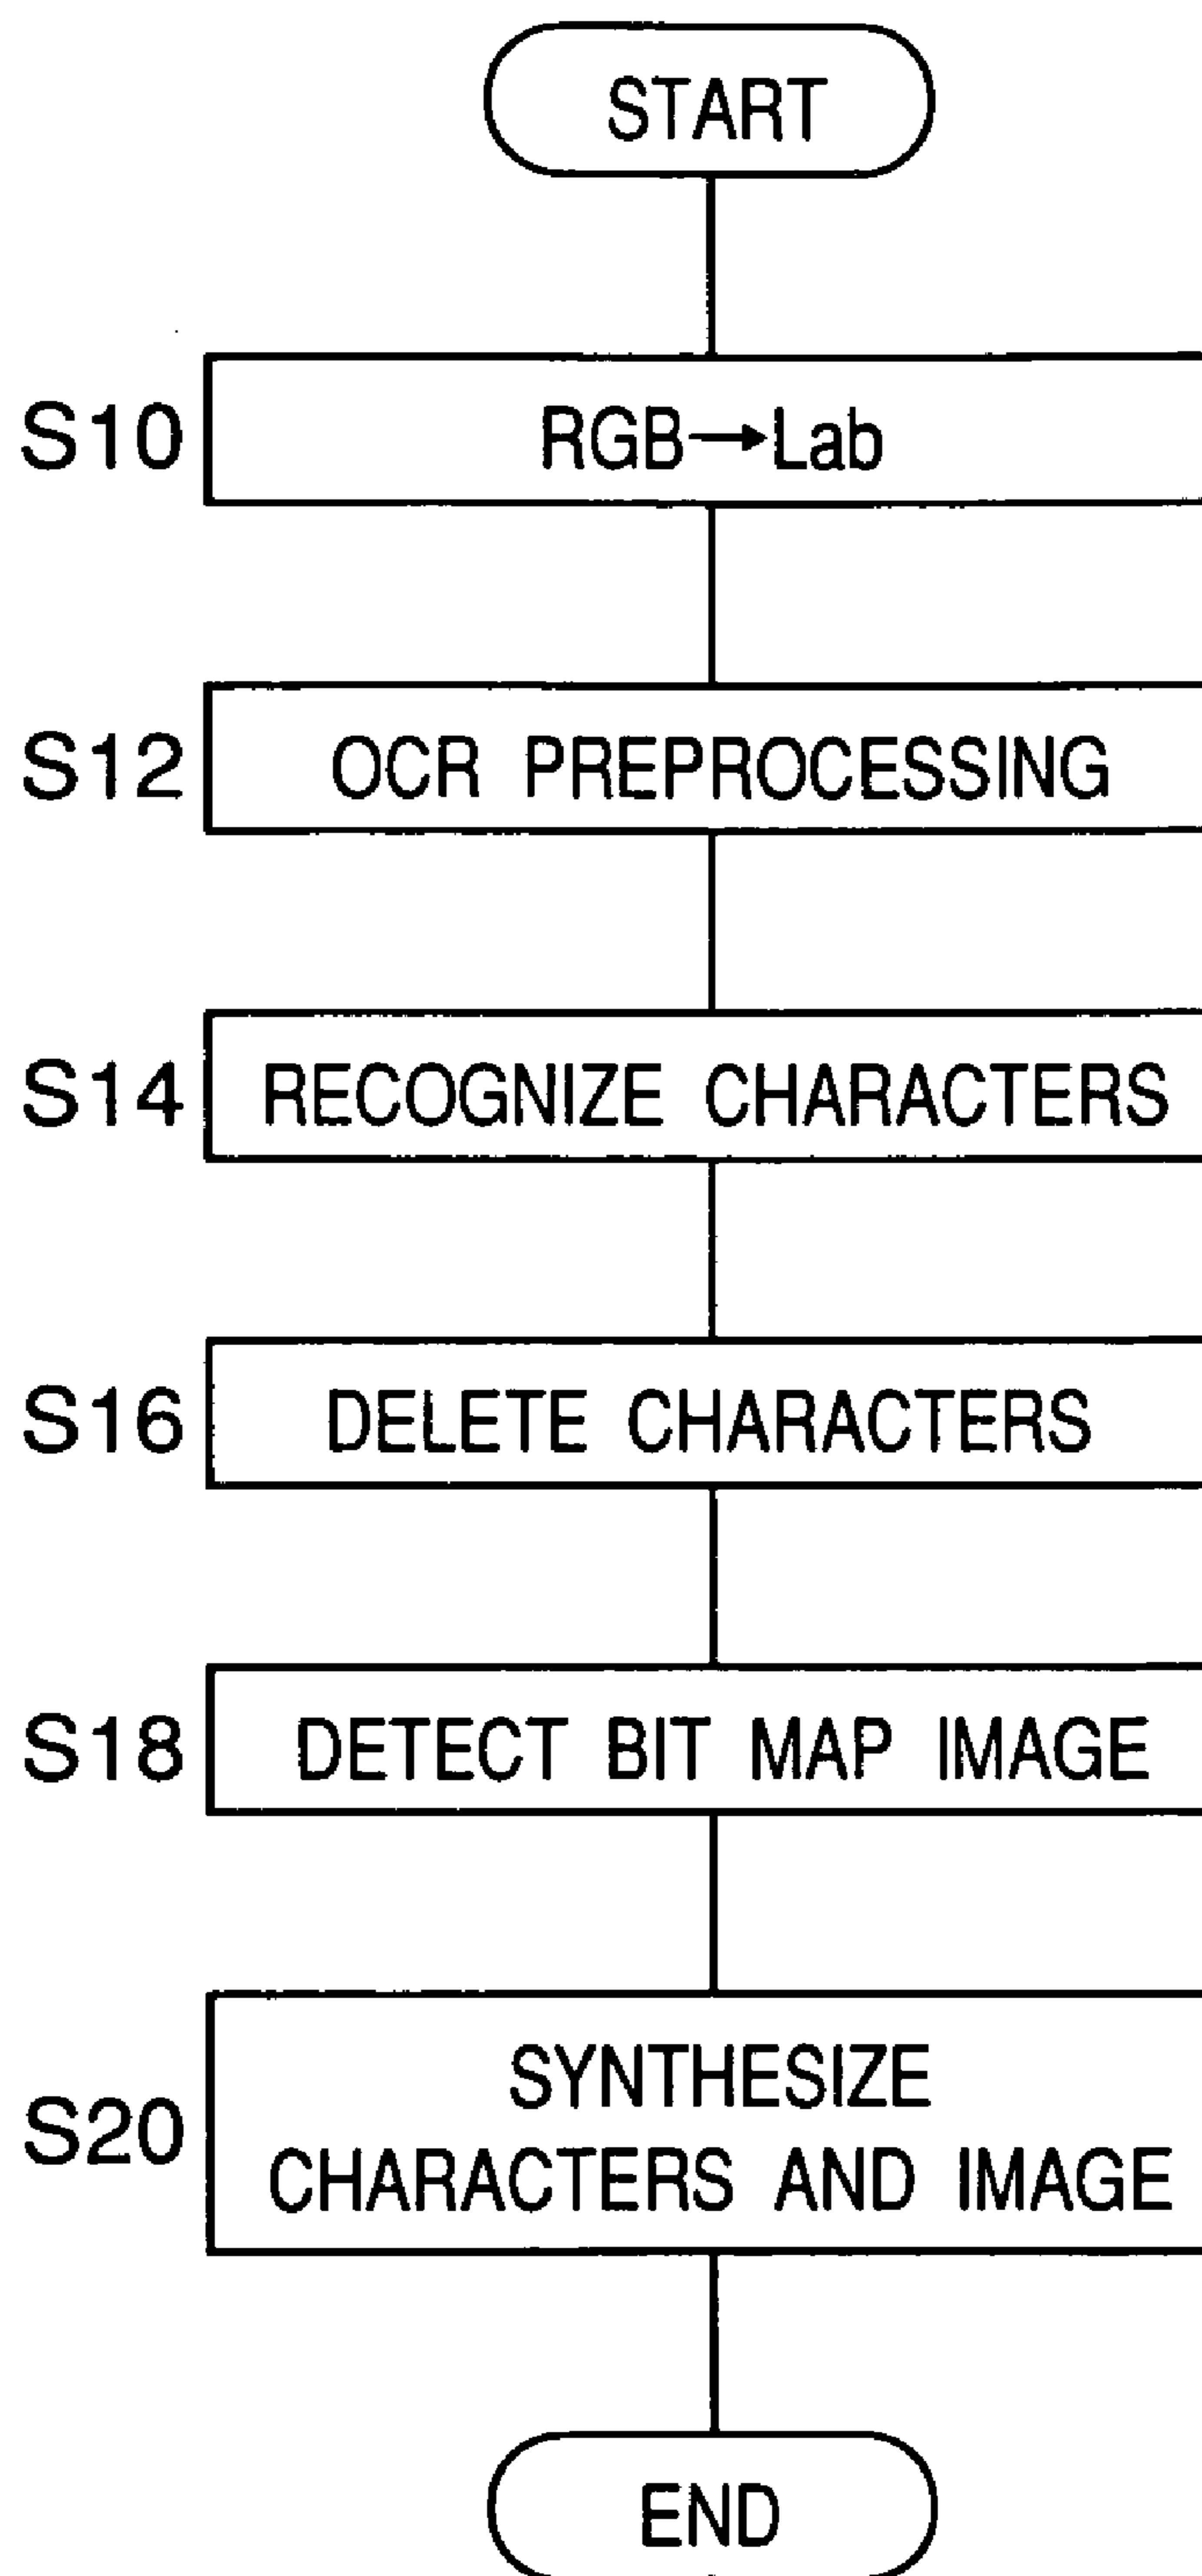 START
S10 RGB→Lab
S12 OCR PREPROCESSING
S14 RECOGNIZE CHARACTERS
S16 DELETE CHARACTERS
S18 DETECT BIT MAP IMAGE
SYNTHESIZE
S20
CHARACTERS AND IMAGE
END